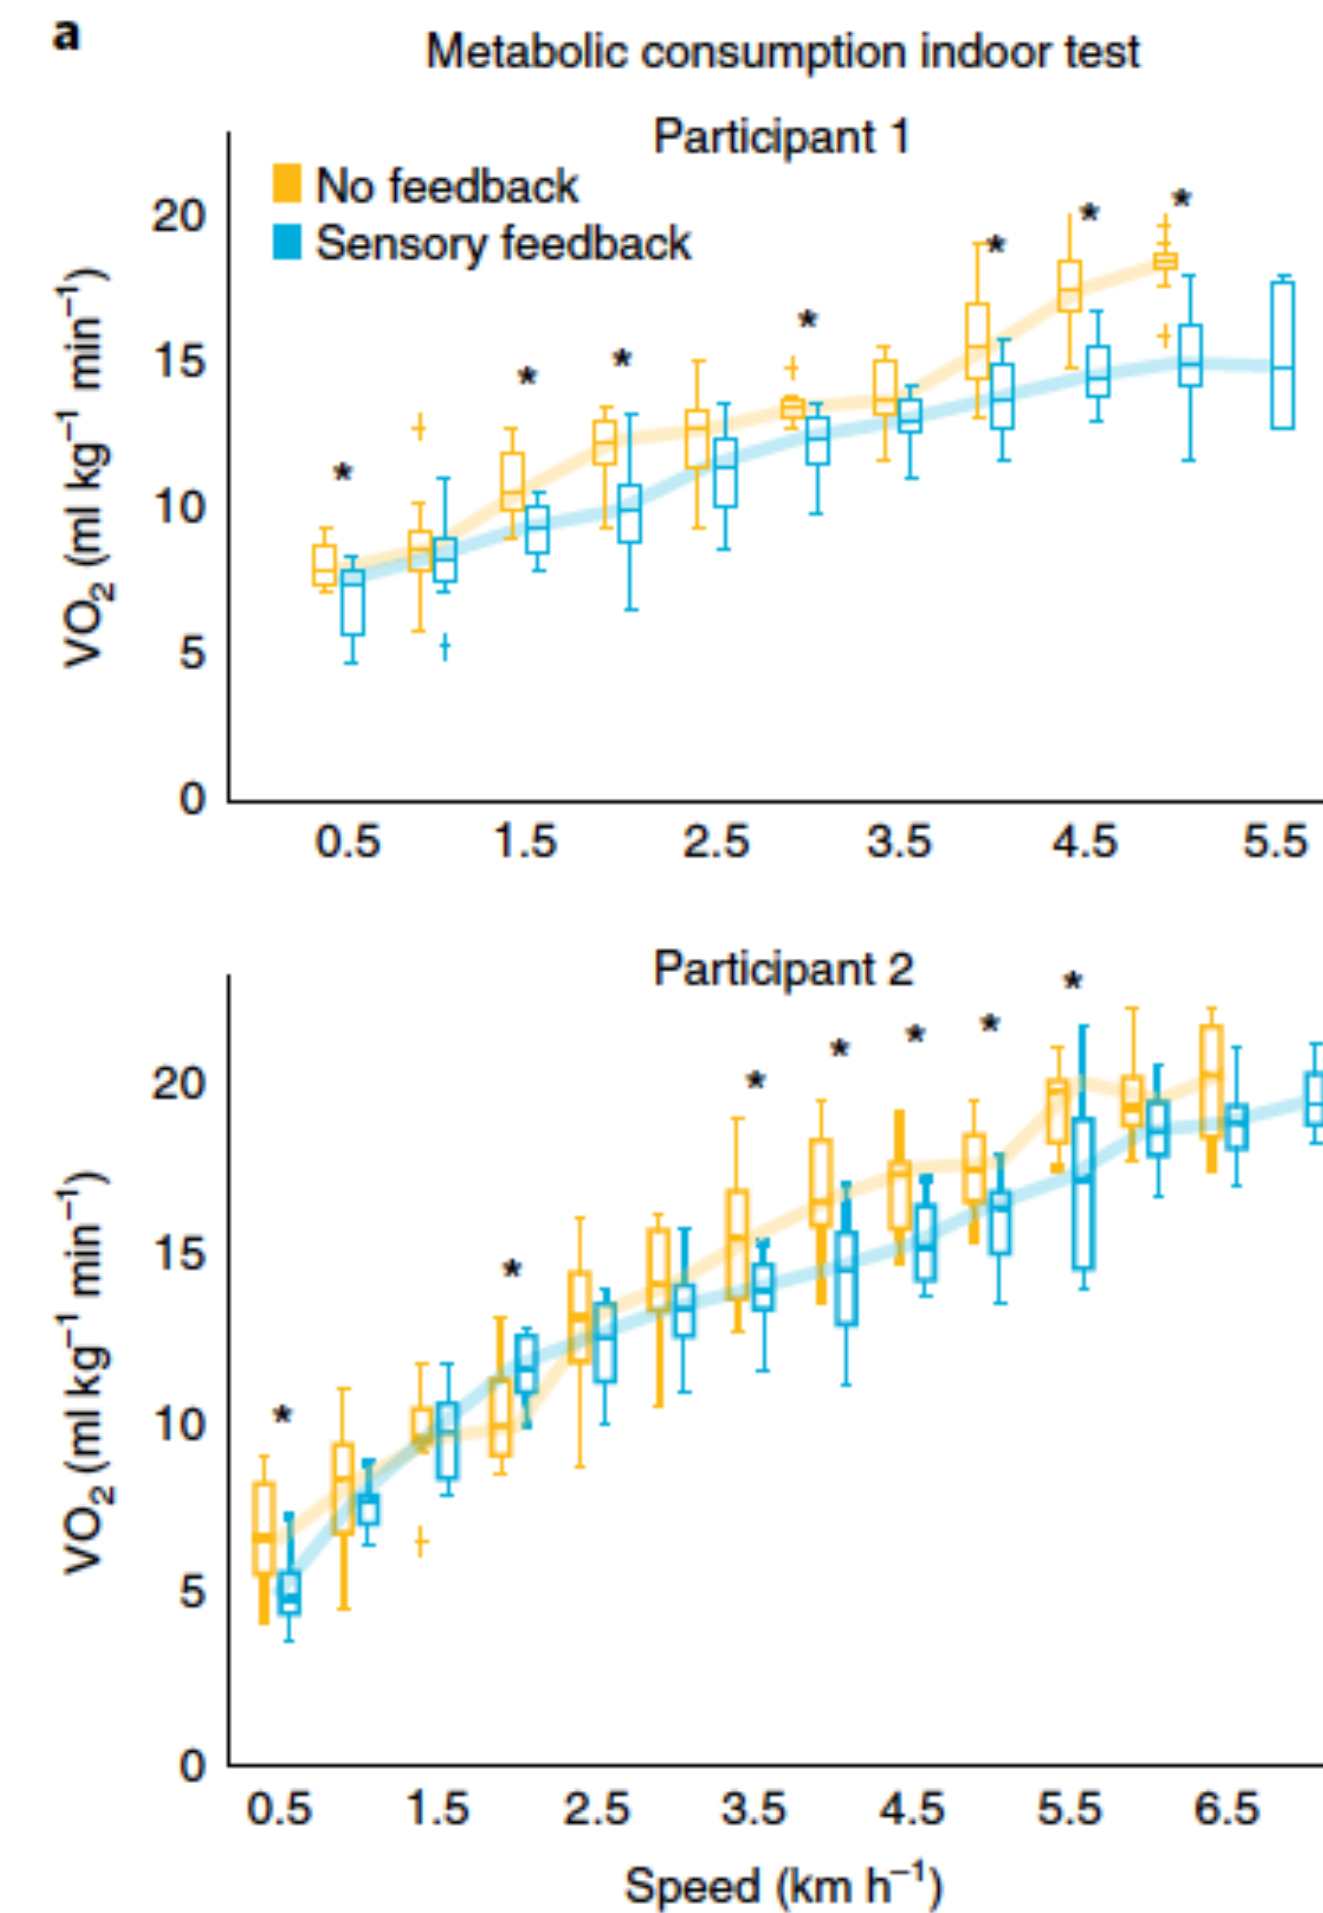 a
Metabolic consumption indoor test
Participant 1
No feedback
Sensory feedback
VO₂ (ml kg⁻¹ min⁻¹)
20
15
10
5
0
*
*
*
*
*
*
*
0.5 1.5 2.5 3.5 4.5 5.5
Participant 2
VO₂ (ml kg⁻¹ min⁻¹)
20
15
10
5
0
*
*
*
*
*
*
*
0.5 1.5 2.5 3.5 4.5 5.5 6.5
Speed (km h⁻¹)